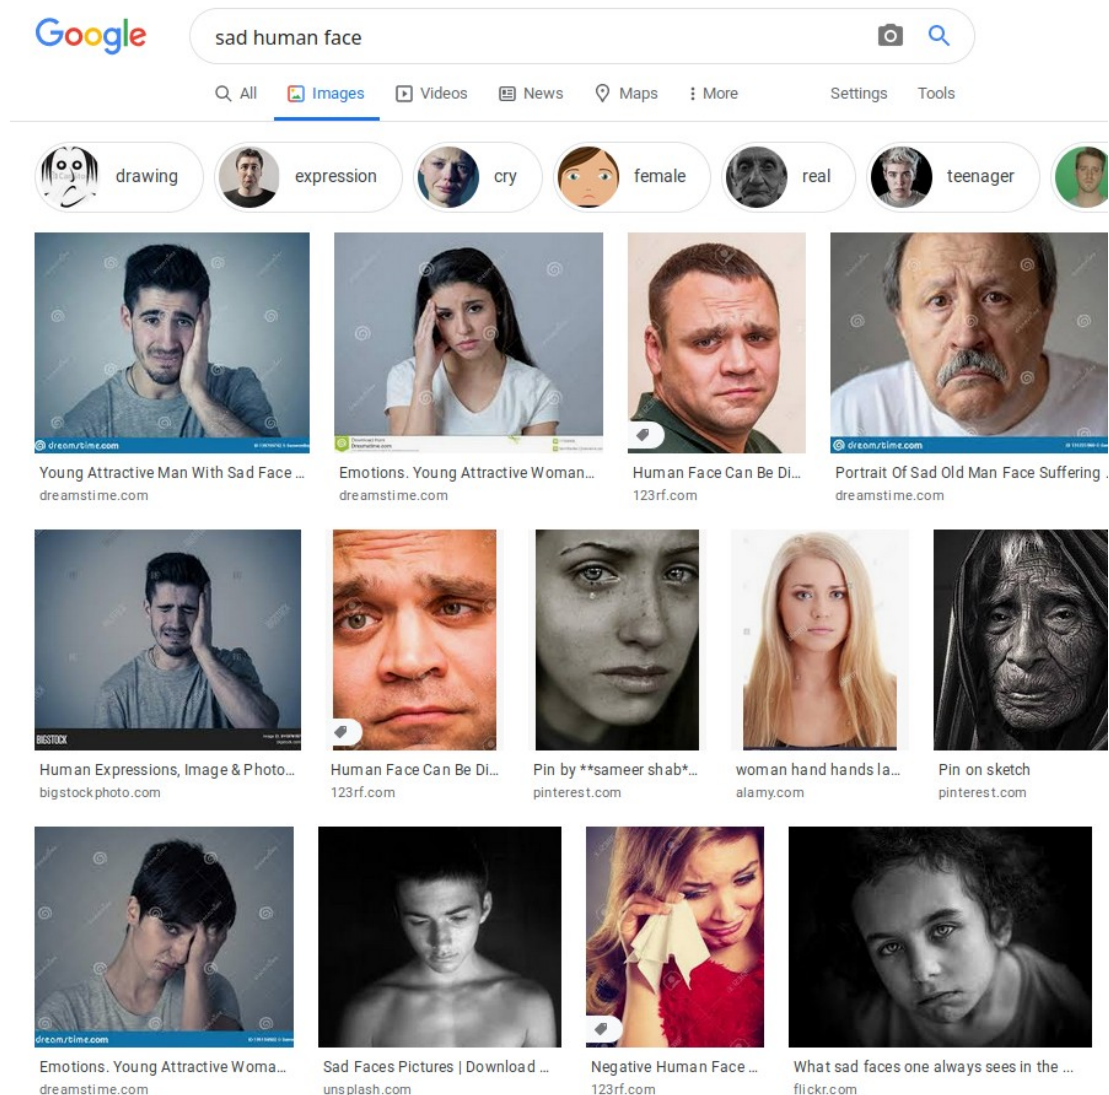 Google
sad human face
All Images Videos News Maps More Settings Tools
drawing expression cry female real teenager
dreamstime.com
Dreamstime.com
dreamstime.com
Young Attractive Man With Sad Face ... Emotions. Young Attractive Woman... Human Face Can Be Di... Portrait Of Sad Old Man Face Suffering
dreamstime.com dreamstime.com 123rf.com dreamstime.com
BIGSTOCK
Human Expressions, Image & Photo... Human Face Can Be Di... Pin by **sameer shab*... woman hand hands la... Pin on sketch
bigstockphoto.com 123rf.com pinterest.com alamy.com pinterest.com
dreamstime.com
Emotions. Young Attractive Woma... Sad Faces Pictures | Download ... Negative Human Face ... What sad faces one always sees in the ...
dreamstime.com unsplash.com 123rf.com flickr.com